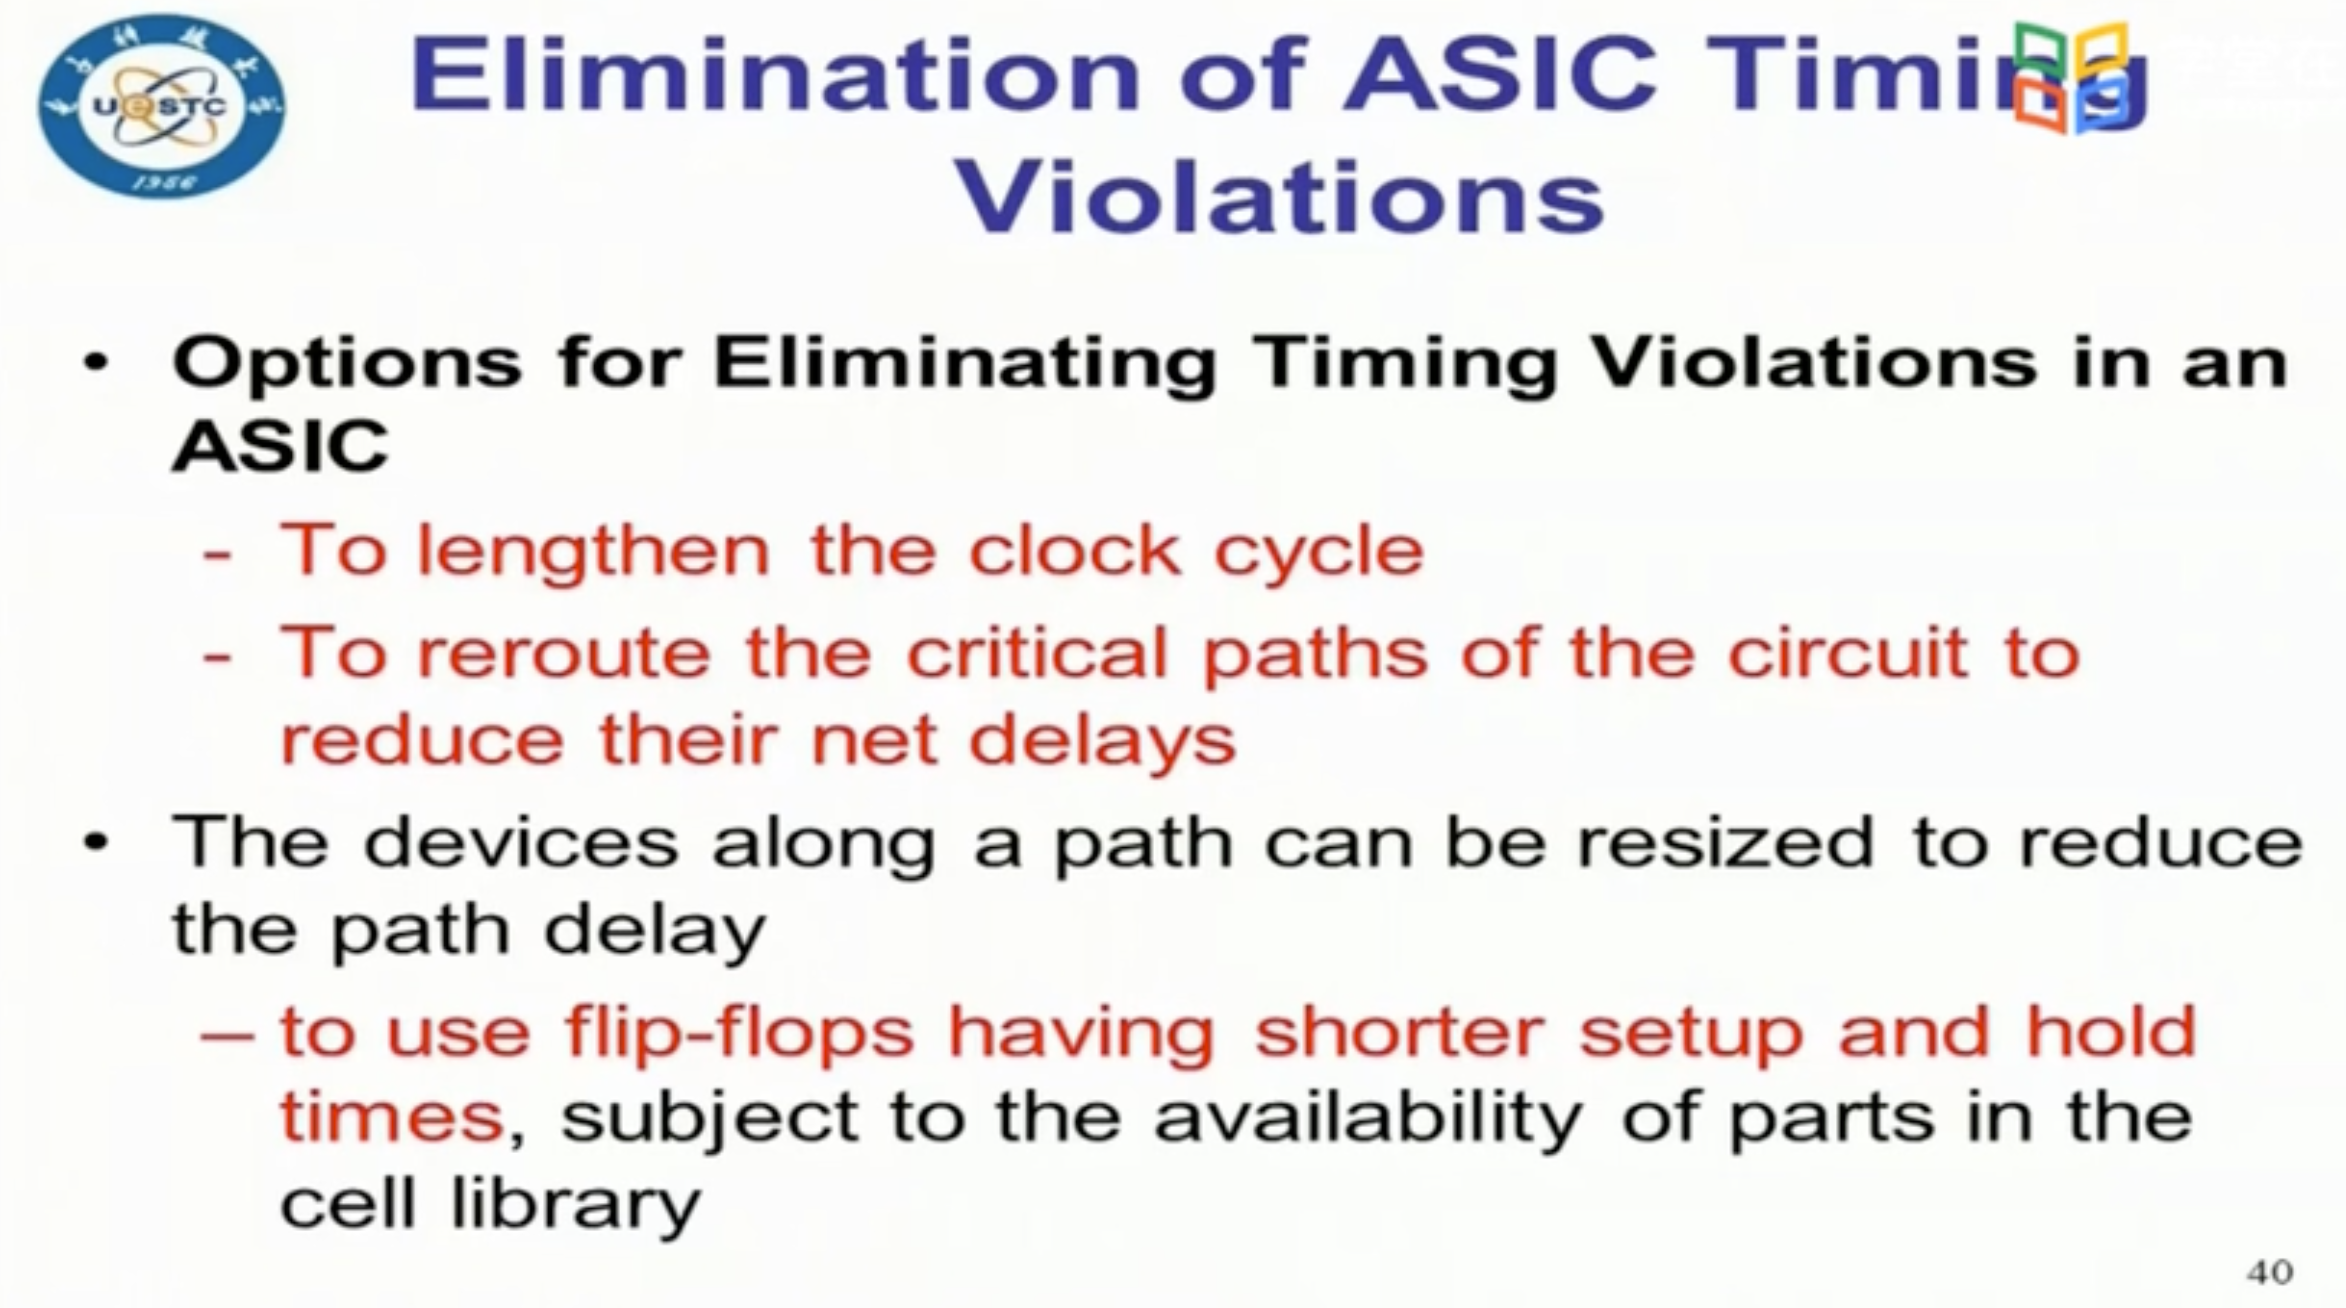 UESTC
1956
Elimination of ASIC Timing
Violations
• Options for Eliminating Timing Violations in an
ASIC
- To lengthen the clock cycle
- To reroute the critical paths of the circuit to
reduce their net delays
• The devices along a path can be resized to reduce
the path delay
– to use flip-flops having shorter setup and hold
times, subject to the availability of parts in the
cell library
40